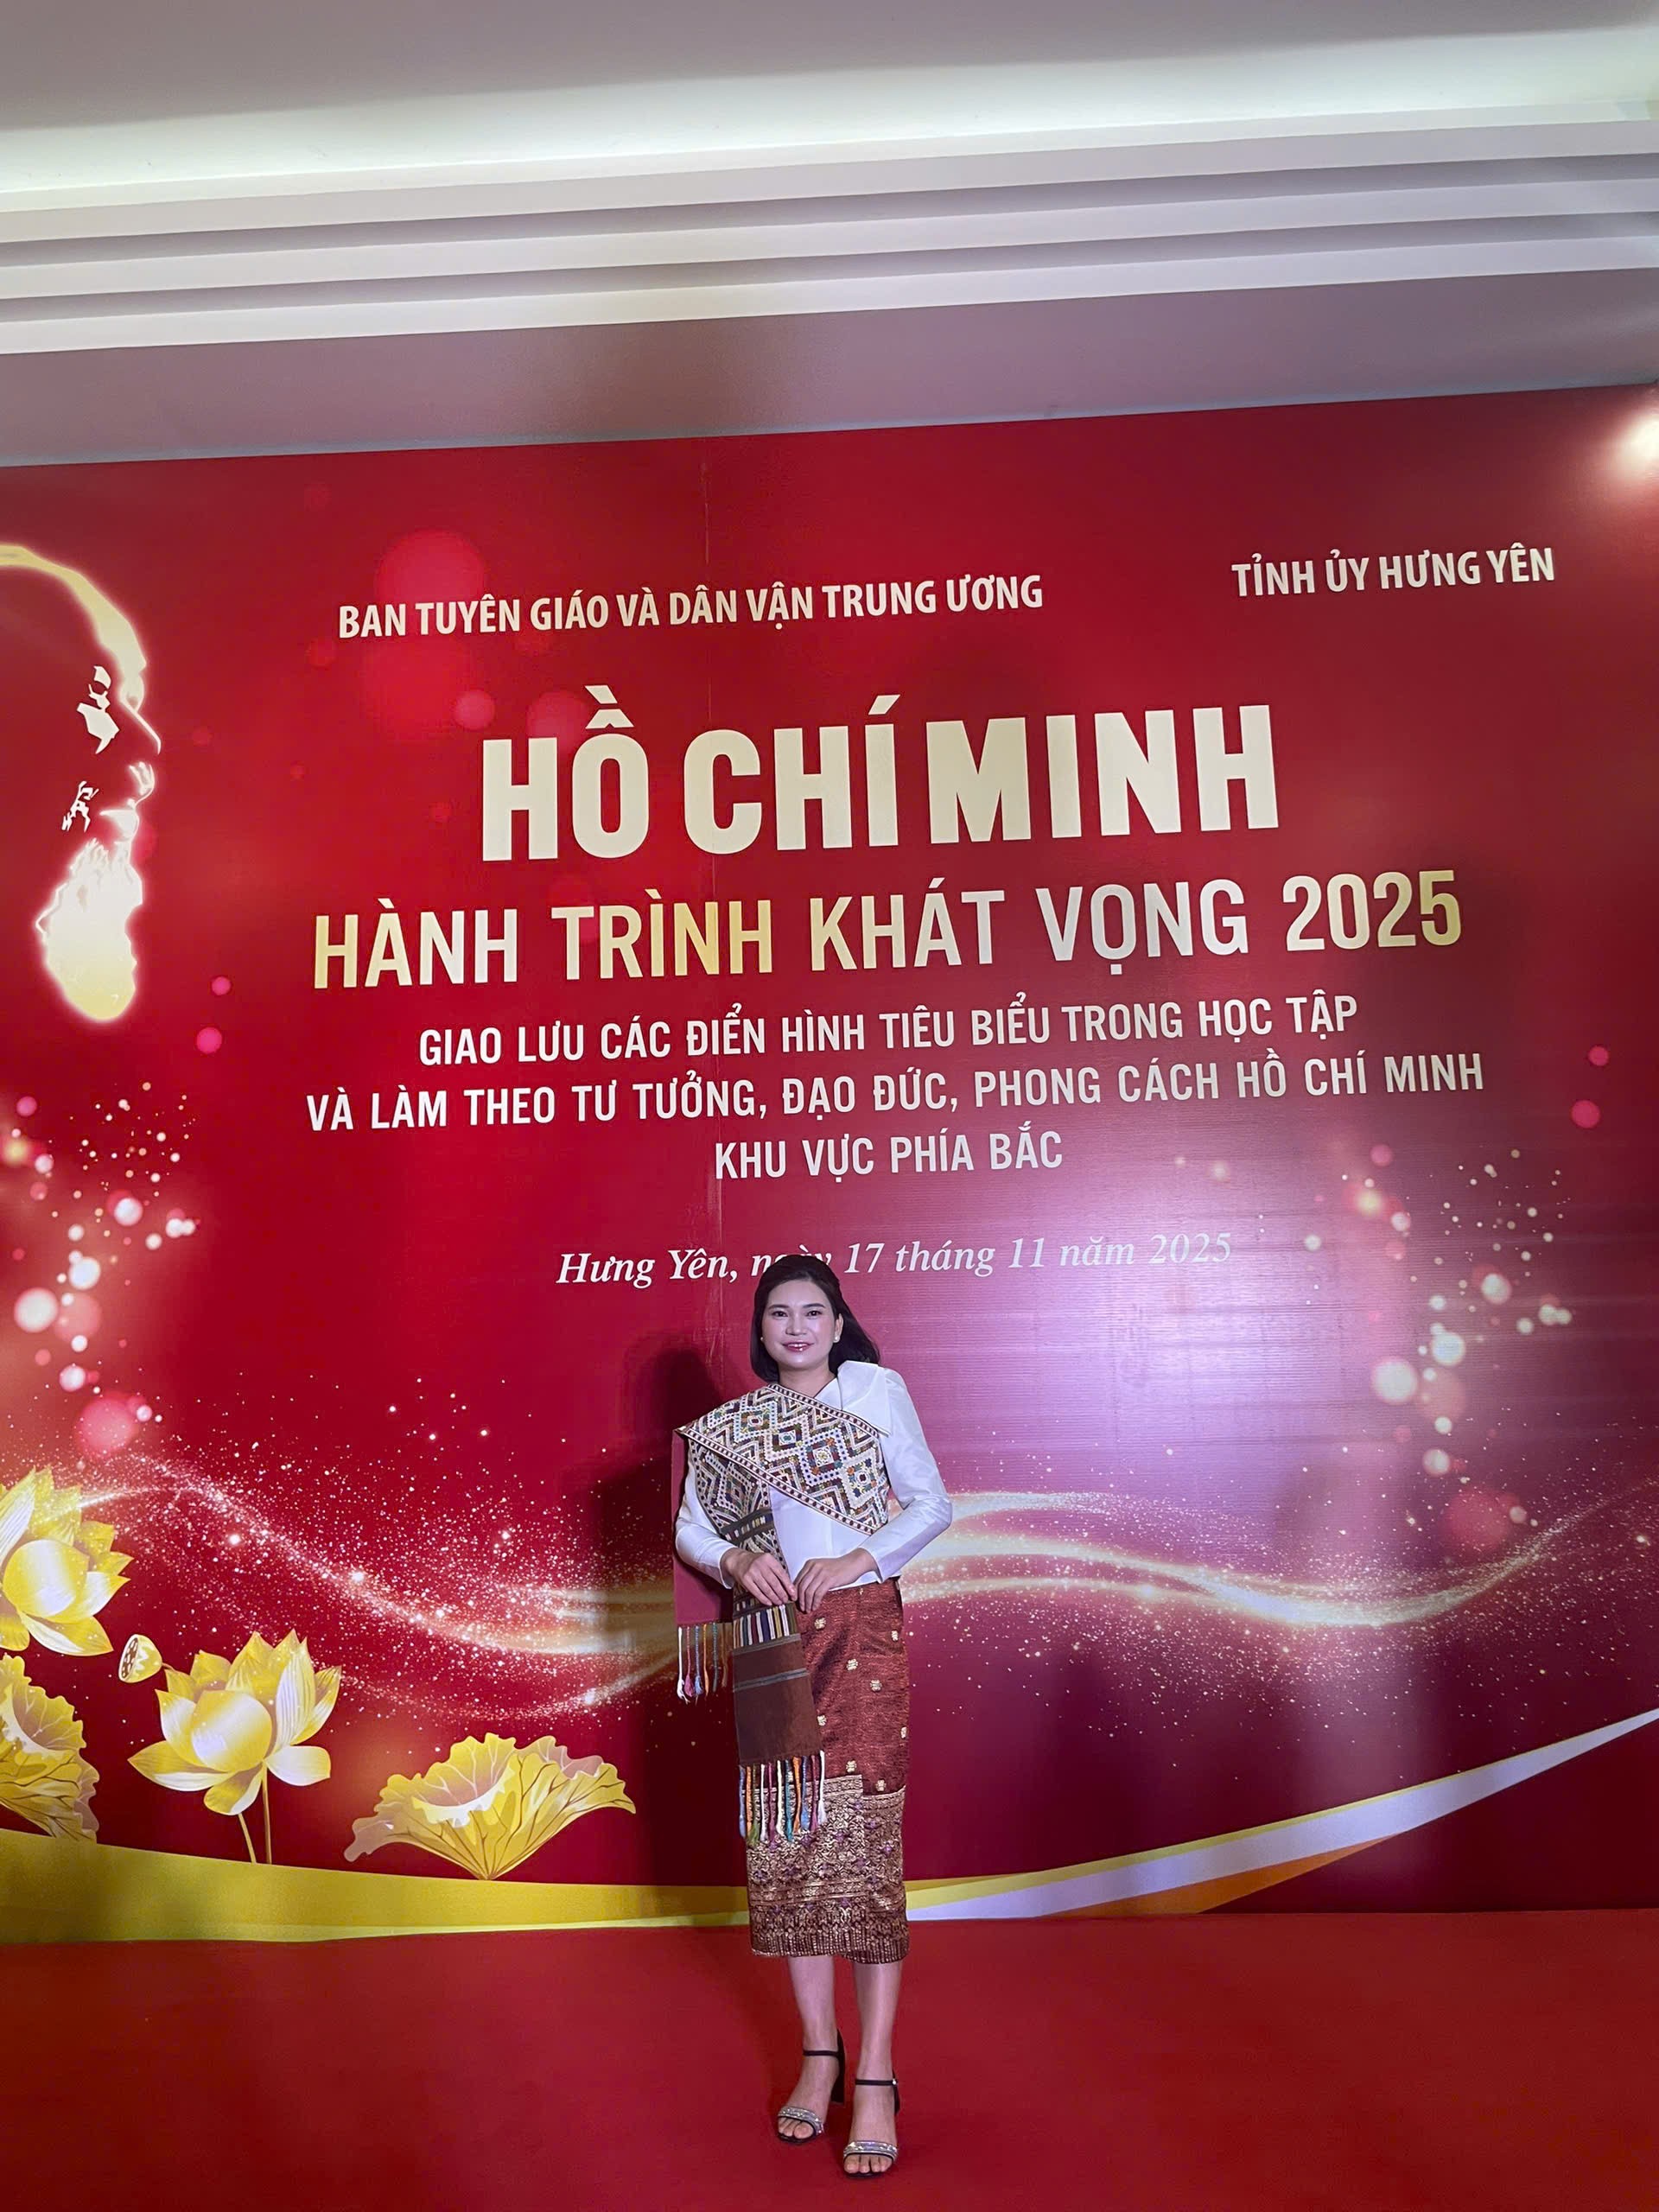 BAN TUYÊN GIÁO VÀ DÂN VẬN TRUNG ƯƠNG
TỈNH ỦY HƯNG YÊN
HỒ CHÍ MINH
HÀNH TRÌNH KHÁT VỌNG 2025
GIAO LƯU CÁC ĐIỂN HÌNH TIÊU BIỂU TRONG HỌC TẬP
VÀ LÀM THEO TƯ TƯỞNG, ĐẠO ĐỨC, PHONG CÁCH HỒ CHÍ MINH
KHU VỰC PHÍA BẮC
Hưng Yên, ngày 17 tháng 11 năm 2025